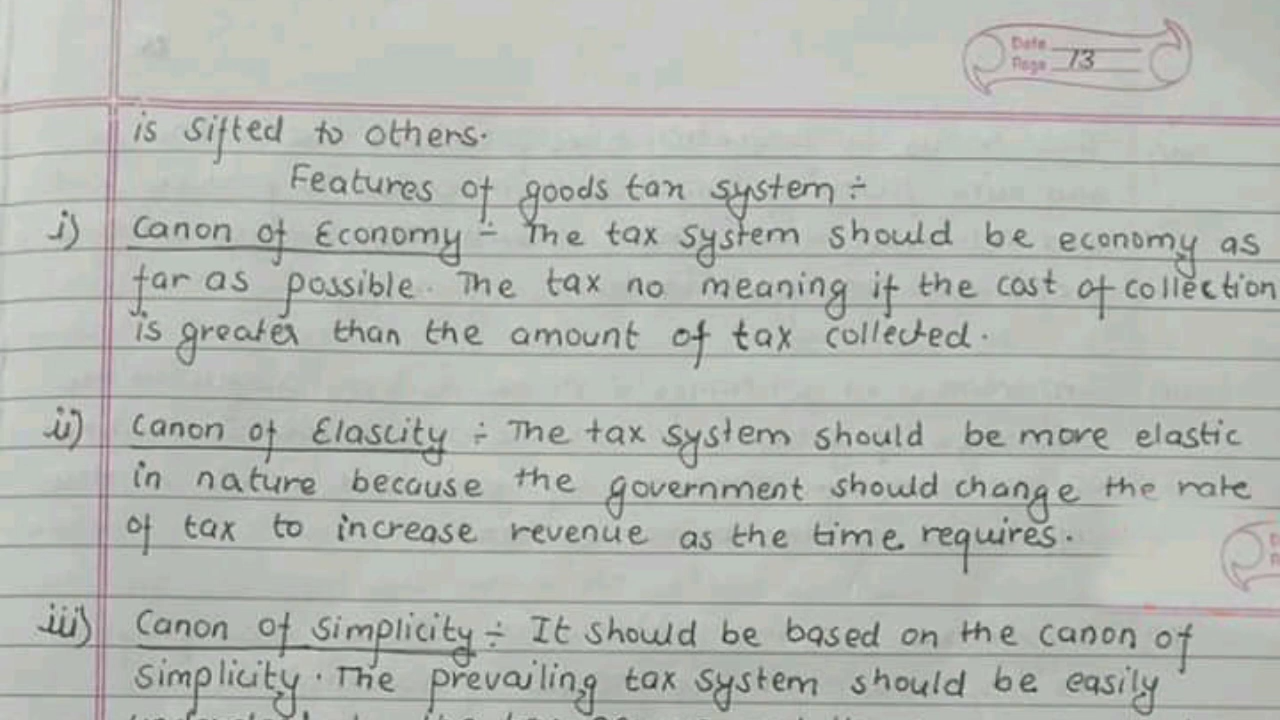 Date
Page 13
is sifted to others.
Features of goods tan system ÷
i) Canon of Economy ÷ The tax system should be economy as
far as possible. The tax no meaning if the cost of collection
is greater than the amount of tax collected.
ii) Canon of Elascity ÷ The tax system should be more elastic
in nature because the government should change the rate
of tax to increase revenue as the time requires.
iii) Canon of simplicity ÷ It should be based on the canon of
simplicity. The prevailing tax system should be easily